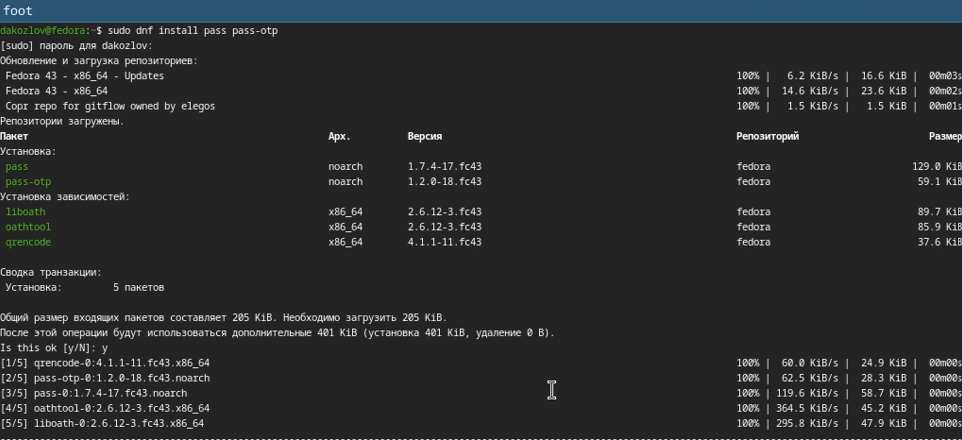 foot
dakozlov@fedora:~$ sudo dnf install pass pass-otp
[sudo] пароль для dakozlov:
Обновление и загрузка репозиториев:
Fedora 43 - x86_64 - Updates 100% | 6.2 KiB/s | 16.6 KiB | 00m03s
Fedora 43 - x86_64 100% | 14.6 KiB/s | 23.6 KiB | 00m02s
Copr repo for gitflow owned by elegos 100% | 1.5 KiB/s | 1.5 KiB | 00m01s
Репозитории загружены.
Пакет Арх. Версия Репозиторий Размер
Установка:
pass noarch 1.7.4-17.fc43 fedora 129.0 KiB
pass-otp noarch 1.2.0-18.fc43 fedora 59.1 KiB
Установка зависимостей:
liboath x86_64 2.6.12-3.fc43 fedora 89.7 KiB
oathtool x86_64 2.6.12-3.fc43 fedora 85.9 KiB
qrencode x86_64 4.1.1-11.fc43 fedora 37.6 KiB
Сводка транзакции:
Установка: 5 пакетов
Общий размер входящих пакетов составляет 205 KiB. Необходимо загрузить 205 KiB.
После этой операции будут использоваться дополнительные 401 KiB (установка 401 KiB, удаление 0 B).
Is this ok [y/N]: y
[1/5] qrencode-0:4.1.1-11.fc43.x86_64 100% | 60.0 KiB/s | 24.9 KiB | 00m00s
[2/5] pass-otp-0:1.2.0-18.fc43.noarch 100% | 62.5 KiB/s | 28.3 KiB | 00m00s
[3/5] pass-0:1.7.4-17.fc43.noarch 100% | 119.6 KiB/s | 58.7 KiB | 00m00s
[4/5] oathtool-0:2.6.12-3.fc43.x86_64 100% | 364.5 KiB/s | 45.2 KiB | 00m00s
[5/5] liboath-0:2.6.12-3.fc43.x86_64 100% | 295.8 KiB/s | 47.9 KiB | 00m00s